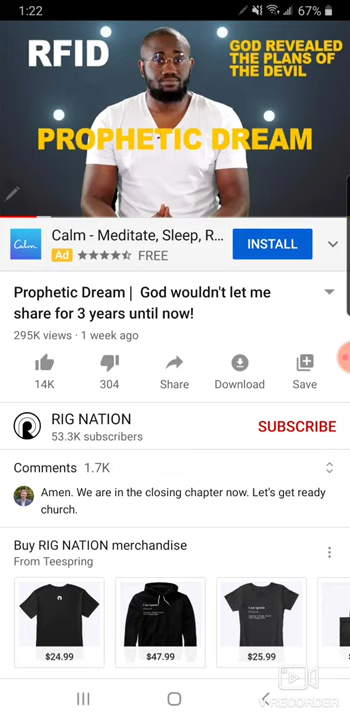 1:22
67%
RFID
GOD REVEALED
THE PLANS OF
THE DEVIL
PROPHETIC DREAM
Calm
Calm - Meditate, Sleep, R...
Ad
FREE
INSTALL
Prophetic Dream | God wouldn't let me
share for 3 years until now!
295K views · 1 week ago
14K
304
Share
Download
Save
RIG NATION
53.3K subscribers
SUBSCRIBE
Comments 1.7K
Amen. We are in the closing chapter now. Let's get ready
church.
Buy RIG NATION merchandise
From Teespring
$24.99
$47.99
$25.99
V RECORDER